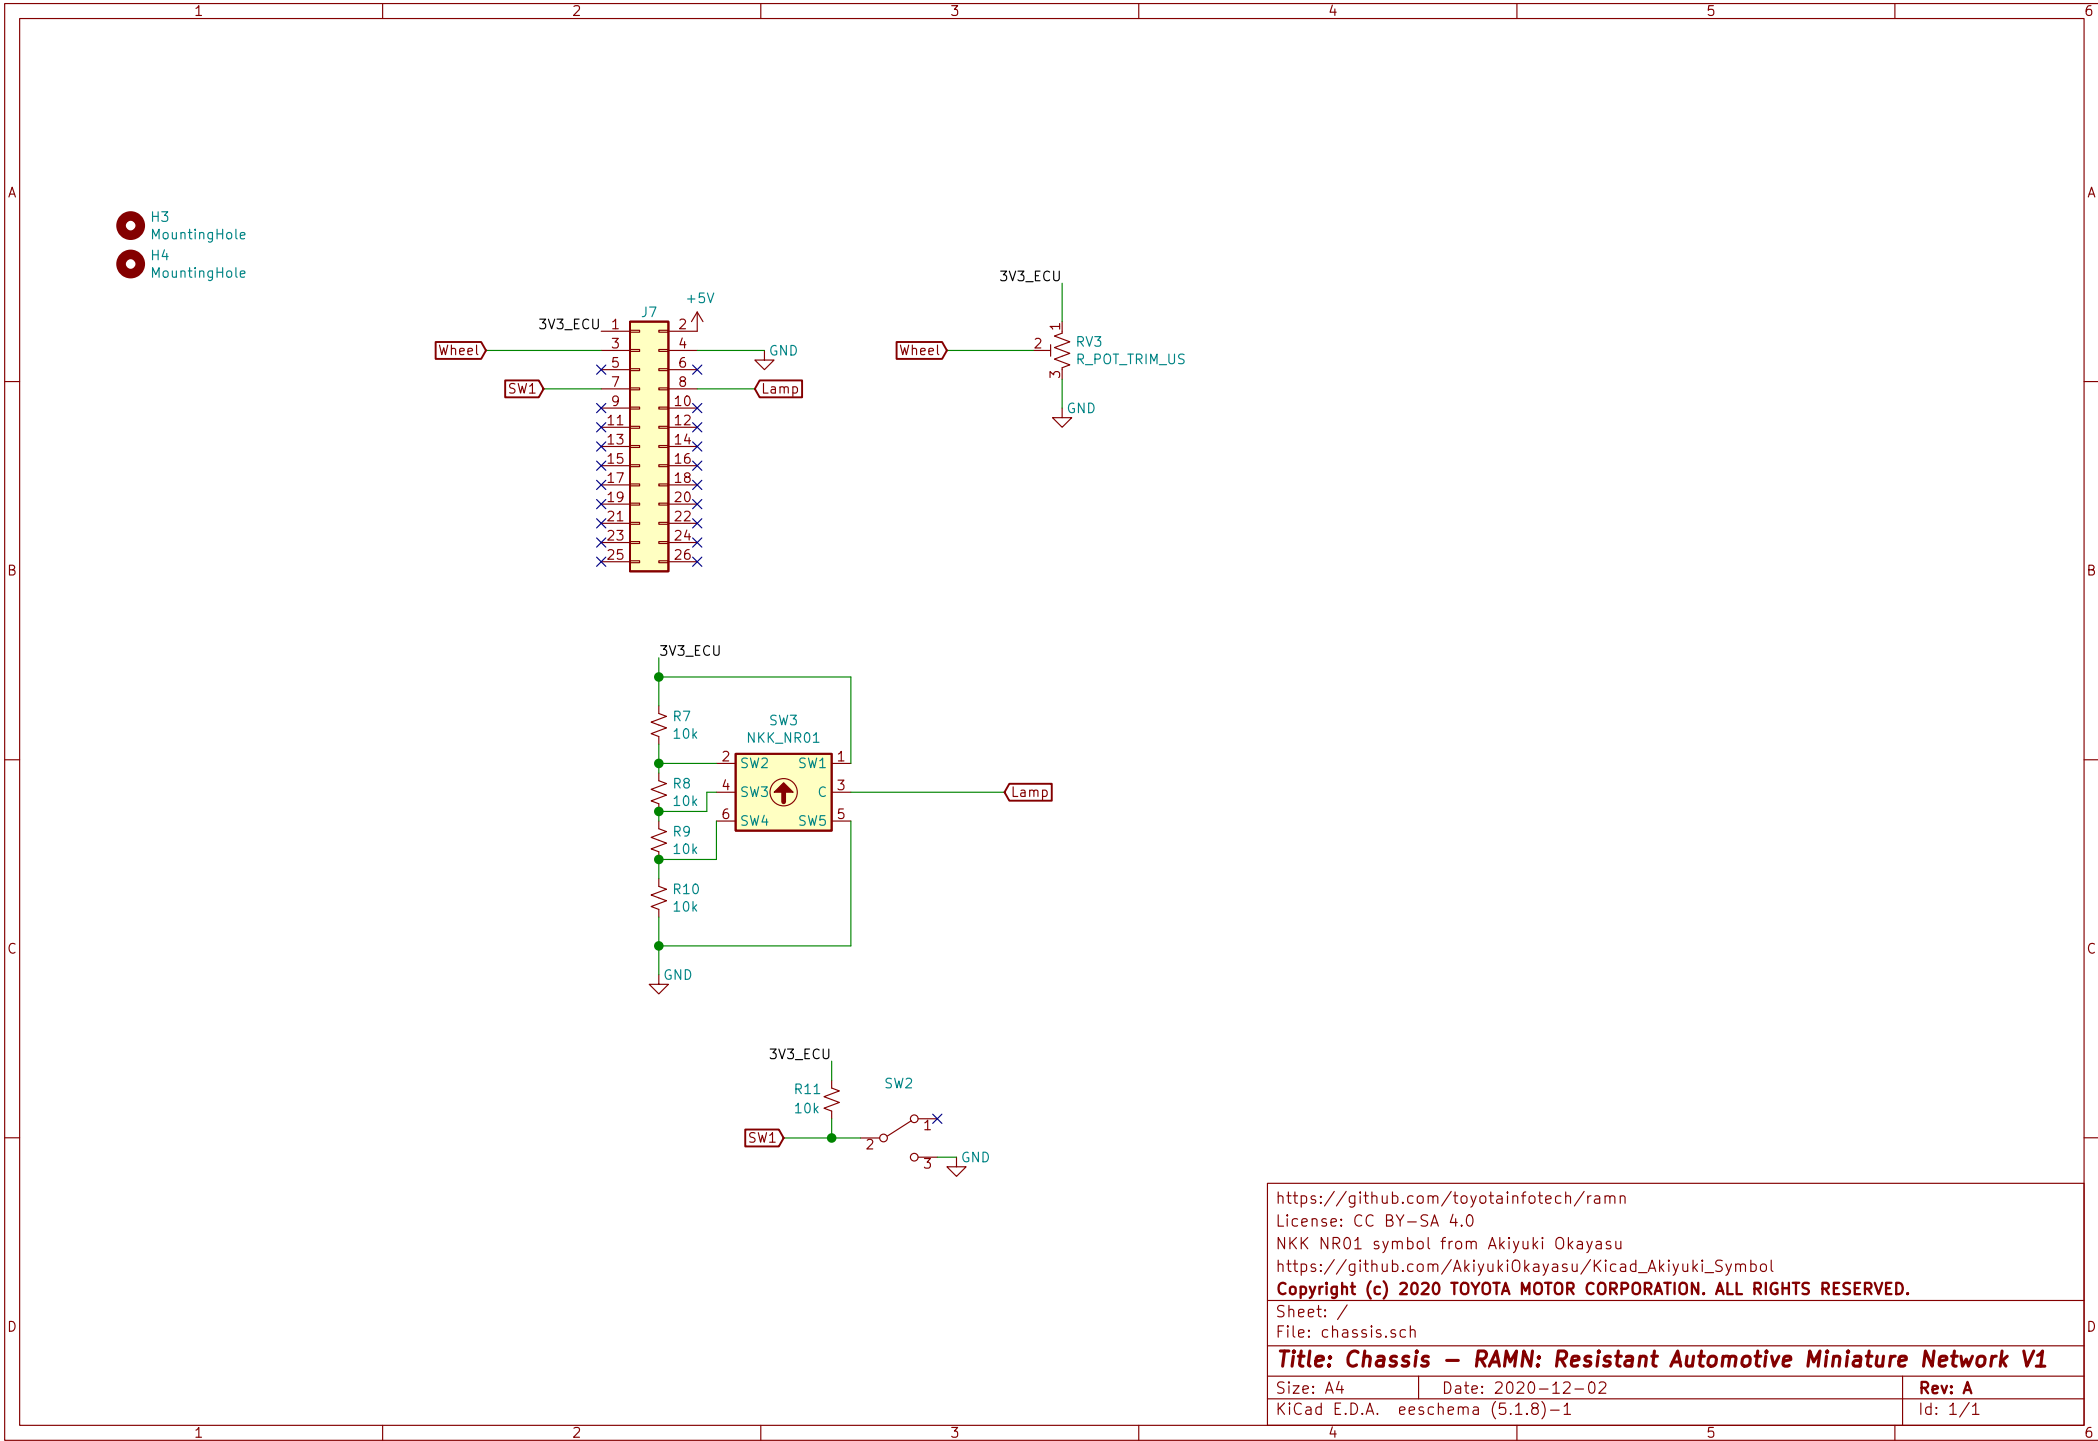 1 2 3 4 5 6
A A
H3
MountingHole
H4
MountingHole
3V3_ECU
+5V
J7
3V3_ECU 1 2
Wheel 3 4 GND
5 6
SW1 7 8 Lamp
9 10
11 12
13 14
15 16
17 18
19 20
21 22
23 24
25 26
1
Wheel 2 RV3
R_POT_TRIM_US
3
GND
B B
3V3_ECU
R7
10k
SW3
NKK_NR01
2 SW2 SW1 1
R8
10k
4 SW3 C 3 Lamp
6 SW4 SW5 5
R9
10k
R10
10k
GND
C C
3V3_ECU
R11
10k
SW2
1
SW1 2
3 GND
https://github.com/toyotainfotech/ramn
License: CC BY-SA 4.0
NKK NR01 symbol from Akiyuki Okayasu
https://github.com/AkiyukiOkayasu/Kicad_Akiyuki_Symbol
Copyright (c) 2020 TOYOTA MOTOR CORPORATION. ALL RIGHTS RESERVED.
Sheet: /
File: chassis.sch
D D
Title: Chassis - RAMN: Resistant Automotive Miniature Network V1
Size: A4 Date: 2020-12-02 Rev: A
KiCad E.D.A. eeschema (5.1.8)-1 Id: 1/1
1 2 3 4 5 6